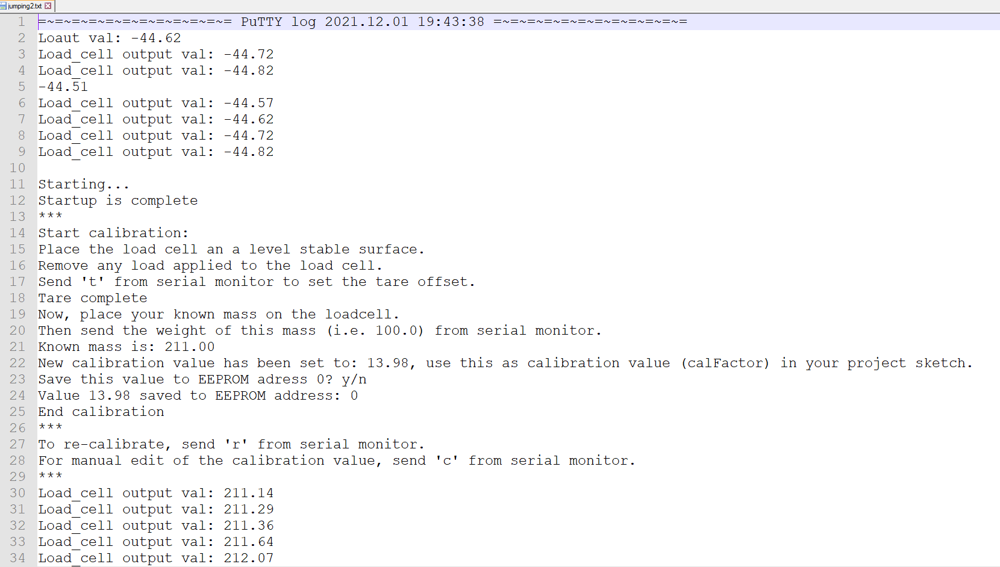 jumping2.txt
1 =~=~=~=~=~=~=~=~=~=~=~= PuTTY log 2021.12.01 19:43:38 =~=~=~=~=~=~=~=~=~=~=~=
2 Loaut val: -44.62
3 Load_cell output val: -44.72
4 Load_cell output val: -44.82
5 -44.51
6 Load_cell output val: -44.57
7 Load_cell output val: -44.62
8 Load_cell output val: -44.72
9 Load_cell output val: -44.82
10
11 Starting...
12 Startup is complete
13 ***
14 Start calibration:
15 Place the load cell an a level stable surface.
16 Remove any load applied to the load cell.
17 Send 't' from serial monitor to set the tare offset.
18 Tare complete
19 Now, place your known mass on the loadcell.
20 Then send the weight of this mass (i.e. 100.0) from serial monitor.
21 Known mass is: 211.00
22 New calibration value has been set to: 13.98, use this as calibration value (calFactor) in your project sketch.
23 Save this value to EEPROM adress 0? y/n
24 Value 13.98 saved to EEPROM address: 0
25 End calibration
26 ***
27 To re-calibrate, send 'r' from serial monitor.
28 For manual edit of the calibration value, send 'c' from serial monitor.
29 ***
30 Load_cell output val: 211.14
31 Load_cell output val: 211.29
32 Load_cell output val: 211.36
33 Load_cell output val: 211.64
34 Load_cell output val: 212.07